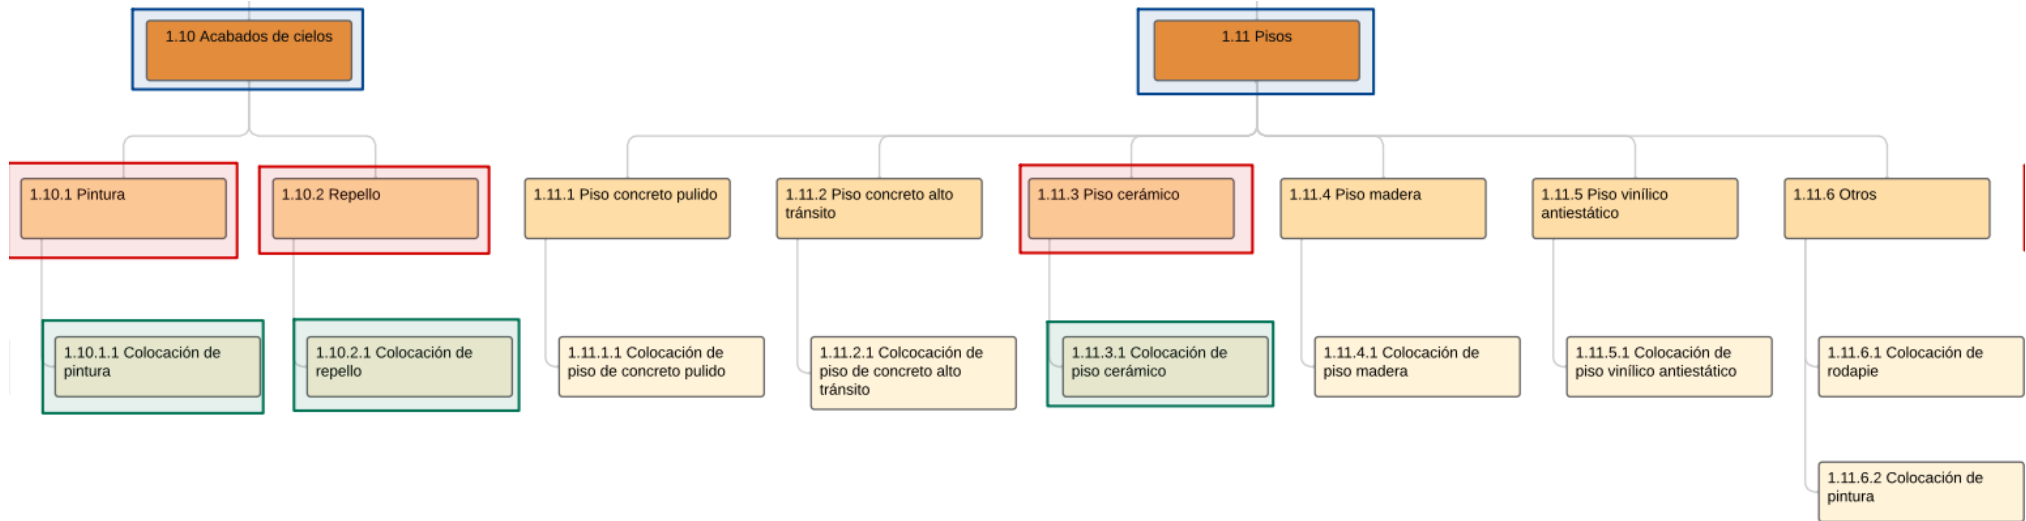 1.10 Acabados de cielos
1.11 Pisos
1.10.1 Pintura
1.10.2 Repello
1.11.1 Piso concreto pulido
1.11.2 Piso concreto alto
tránsito
1.11.3 Piso cerámico
1.11.4 Piso madera
1.11.5 Piso vinílico
antiestático
1.11.6 Otros
1.10.1.1 Colocación de
pintura
1.10.2.1 Colocación de
repello
1.11.1.1 Colocación de
piso de concreto pulido
1.11.2.1 Colcocación de
piso de concreto alto
tránsito
1.11.3.1 Colocación de
piso cerámico
1.11.4.1 Colocación de
piso madera
1.11.5.1 Colocación de
piso vinílico antiestático
1.11.6.1 Colocación de
rodapie
1.11.6.2 Colocación de
pintura